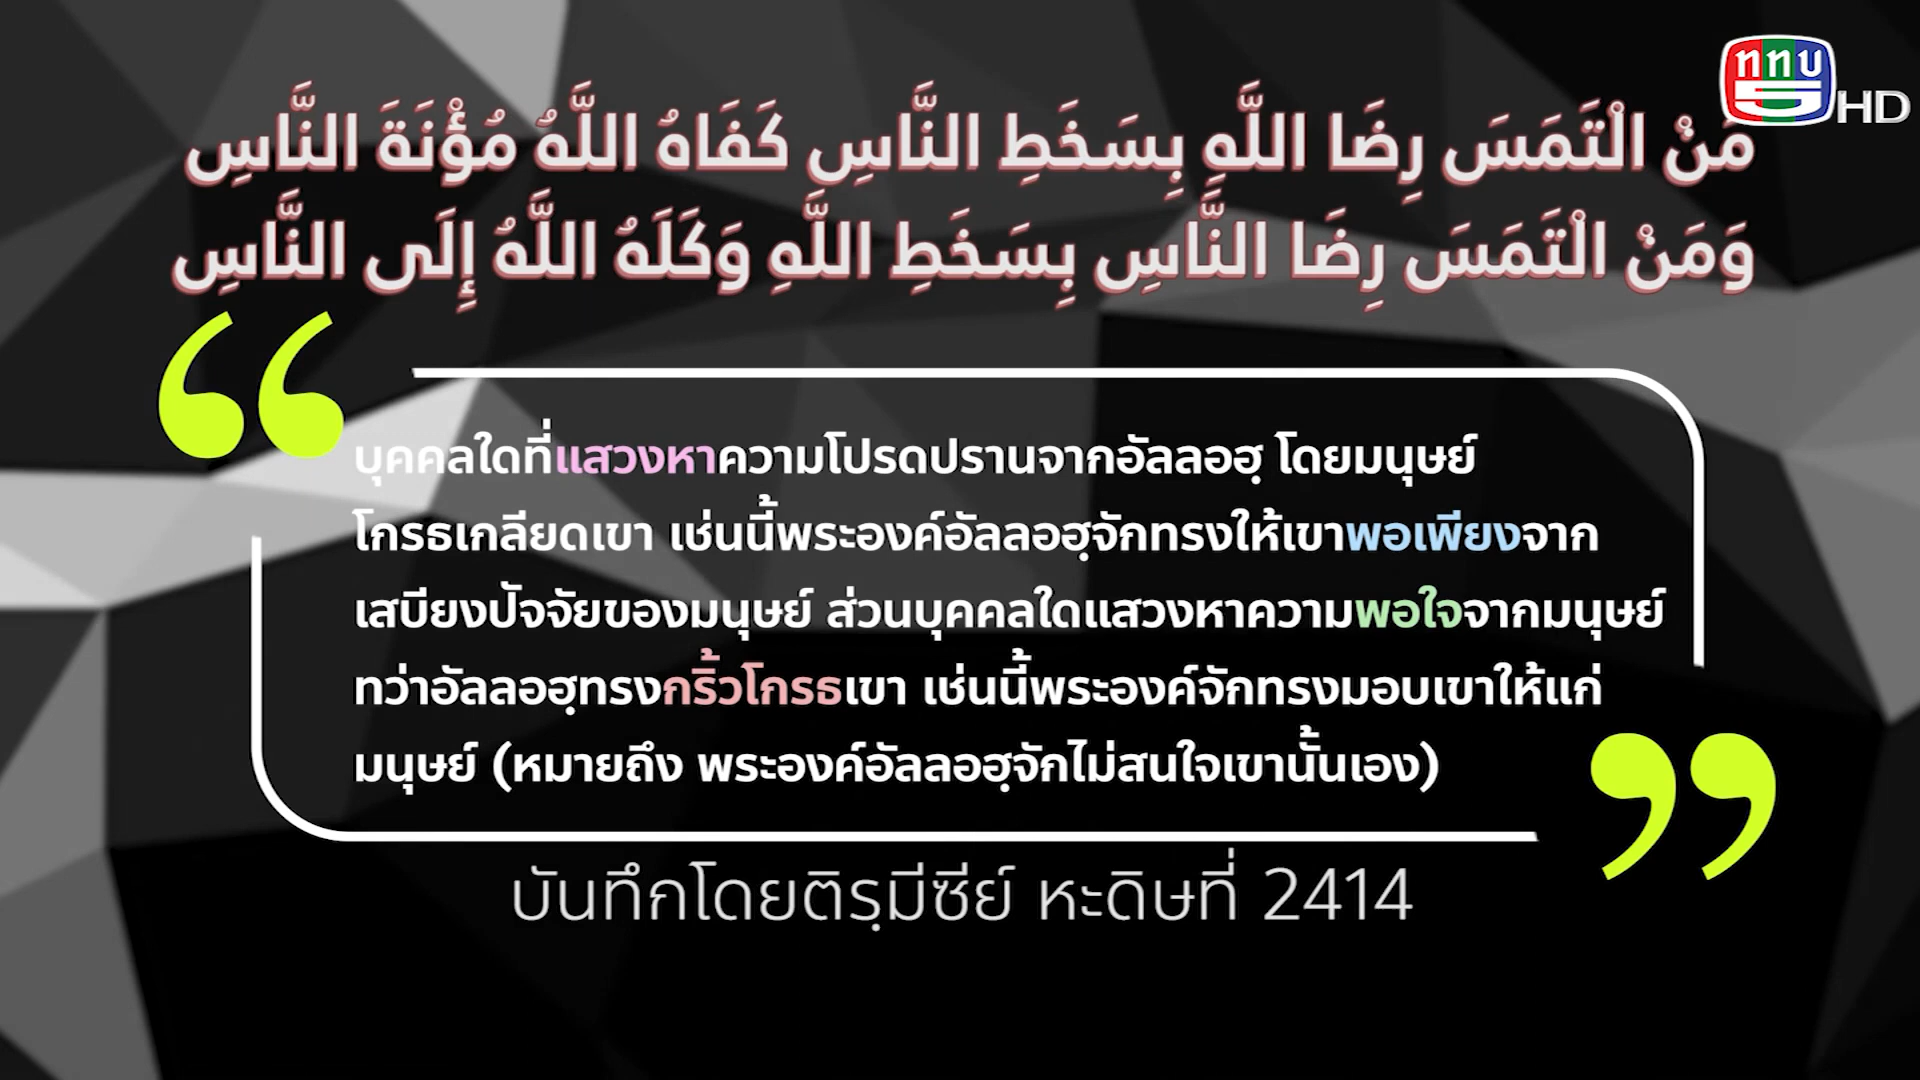 ททบ
5 HD
مَنْ الْتَمَسَ رِضَا اللَّهِ بِسَخَطِ النَّاسِ كَفَاهُ اللَّهُ مُؤْنَةَ النَّاسِ
وَمَنْ الْتَمَسَ رِضَا النَّاسِ بِسَخَطِ اللَّهِ وَكَلَهُ اللَّهُ إِلَى النَّاسِ
“
บุคคลใดที่แสวงหาความโปรดปรานจากอัลลอฮฺ โดยมนุษย์
โกรธเกลียดเขา เช่นนี้พระองค์อัลลอฮฺจักทรงให้เขาพอเพียงจาก
เสบียงปัจจัยของมนุษย์ ส่วนบุคคลใดแสวงหาความพอใจจากมนุษย์
ทว่าอัลลอฮฺทรงกริ้วโกรธเขา เช่นนี้พระองค์จักทรงมอบเขาให้แก่
มนุษย์ (หมายถึง พระองค์อัลลอฮฺจักไม่สนใจเขานั้นเอง)
”
บันทึกโดยติรฺมีซีย์ หะดิษที่ 2414